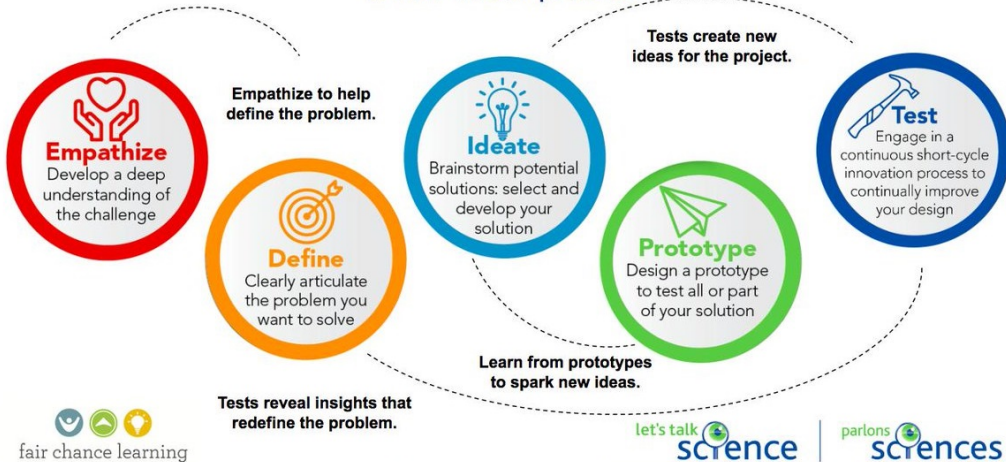 Tests create new
ideas for the project.
Empathize to help
define the problem.
Empathize
Develop a deep
understanding of
the challenge
Define
Clearly articulate
the problem you
want to solve
Ideate
Brainstorm potential
solutions: select and
develop your
solution
Prototype
Design a prototype
to test all or part
of your solution
Test
Engage in a
continuous short-cycle
innovation process to
continually improve
your design
Learn from prototypes
to spark new ideas.
Tests reveal insights that
redefine the problem.
fair chance learning
let's talk
science
parlons
sciences